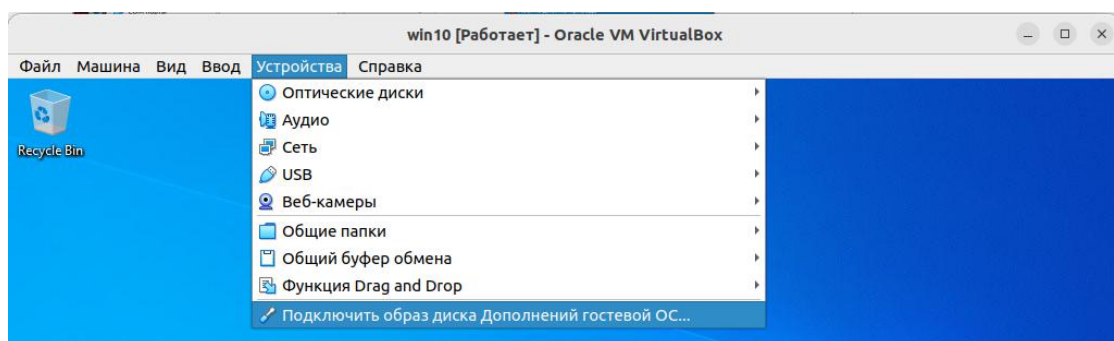 win10 [Работает] - Oracle VM VirtualBox
Файл Машина Вид Ввод Устройства Справка
Оптические диски
Аудио
Сеть
USB
Веб-камеры
Общие папки
Общий буфер обмена
Функция Drag and Drop
Подключить образ диска Дополнений гостевой ОС...
Recycle Bin